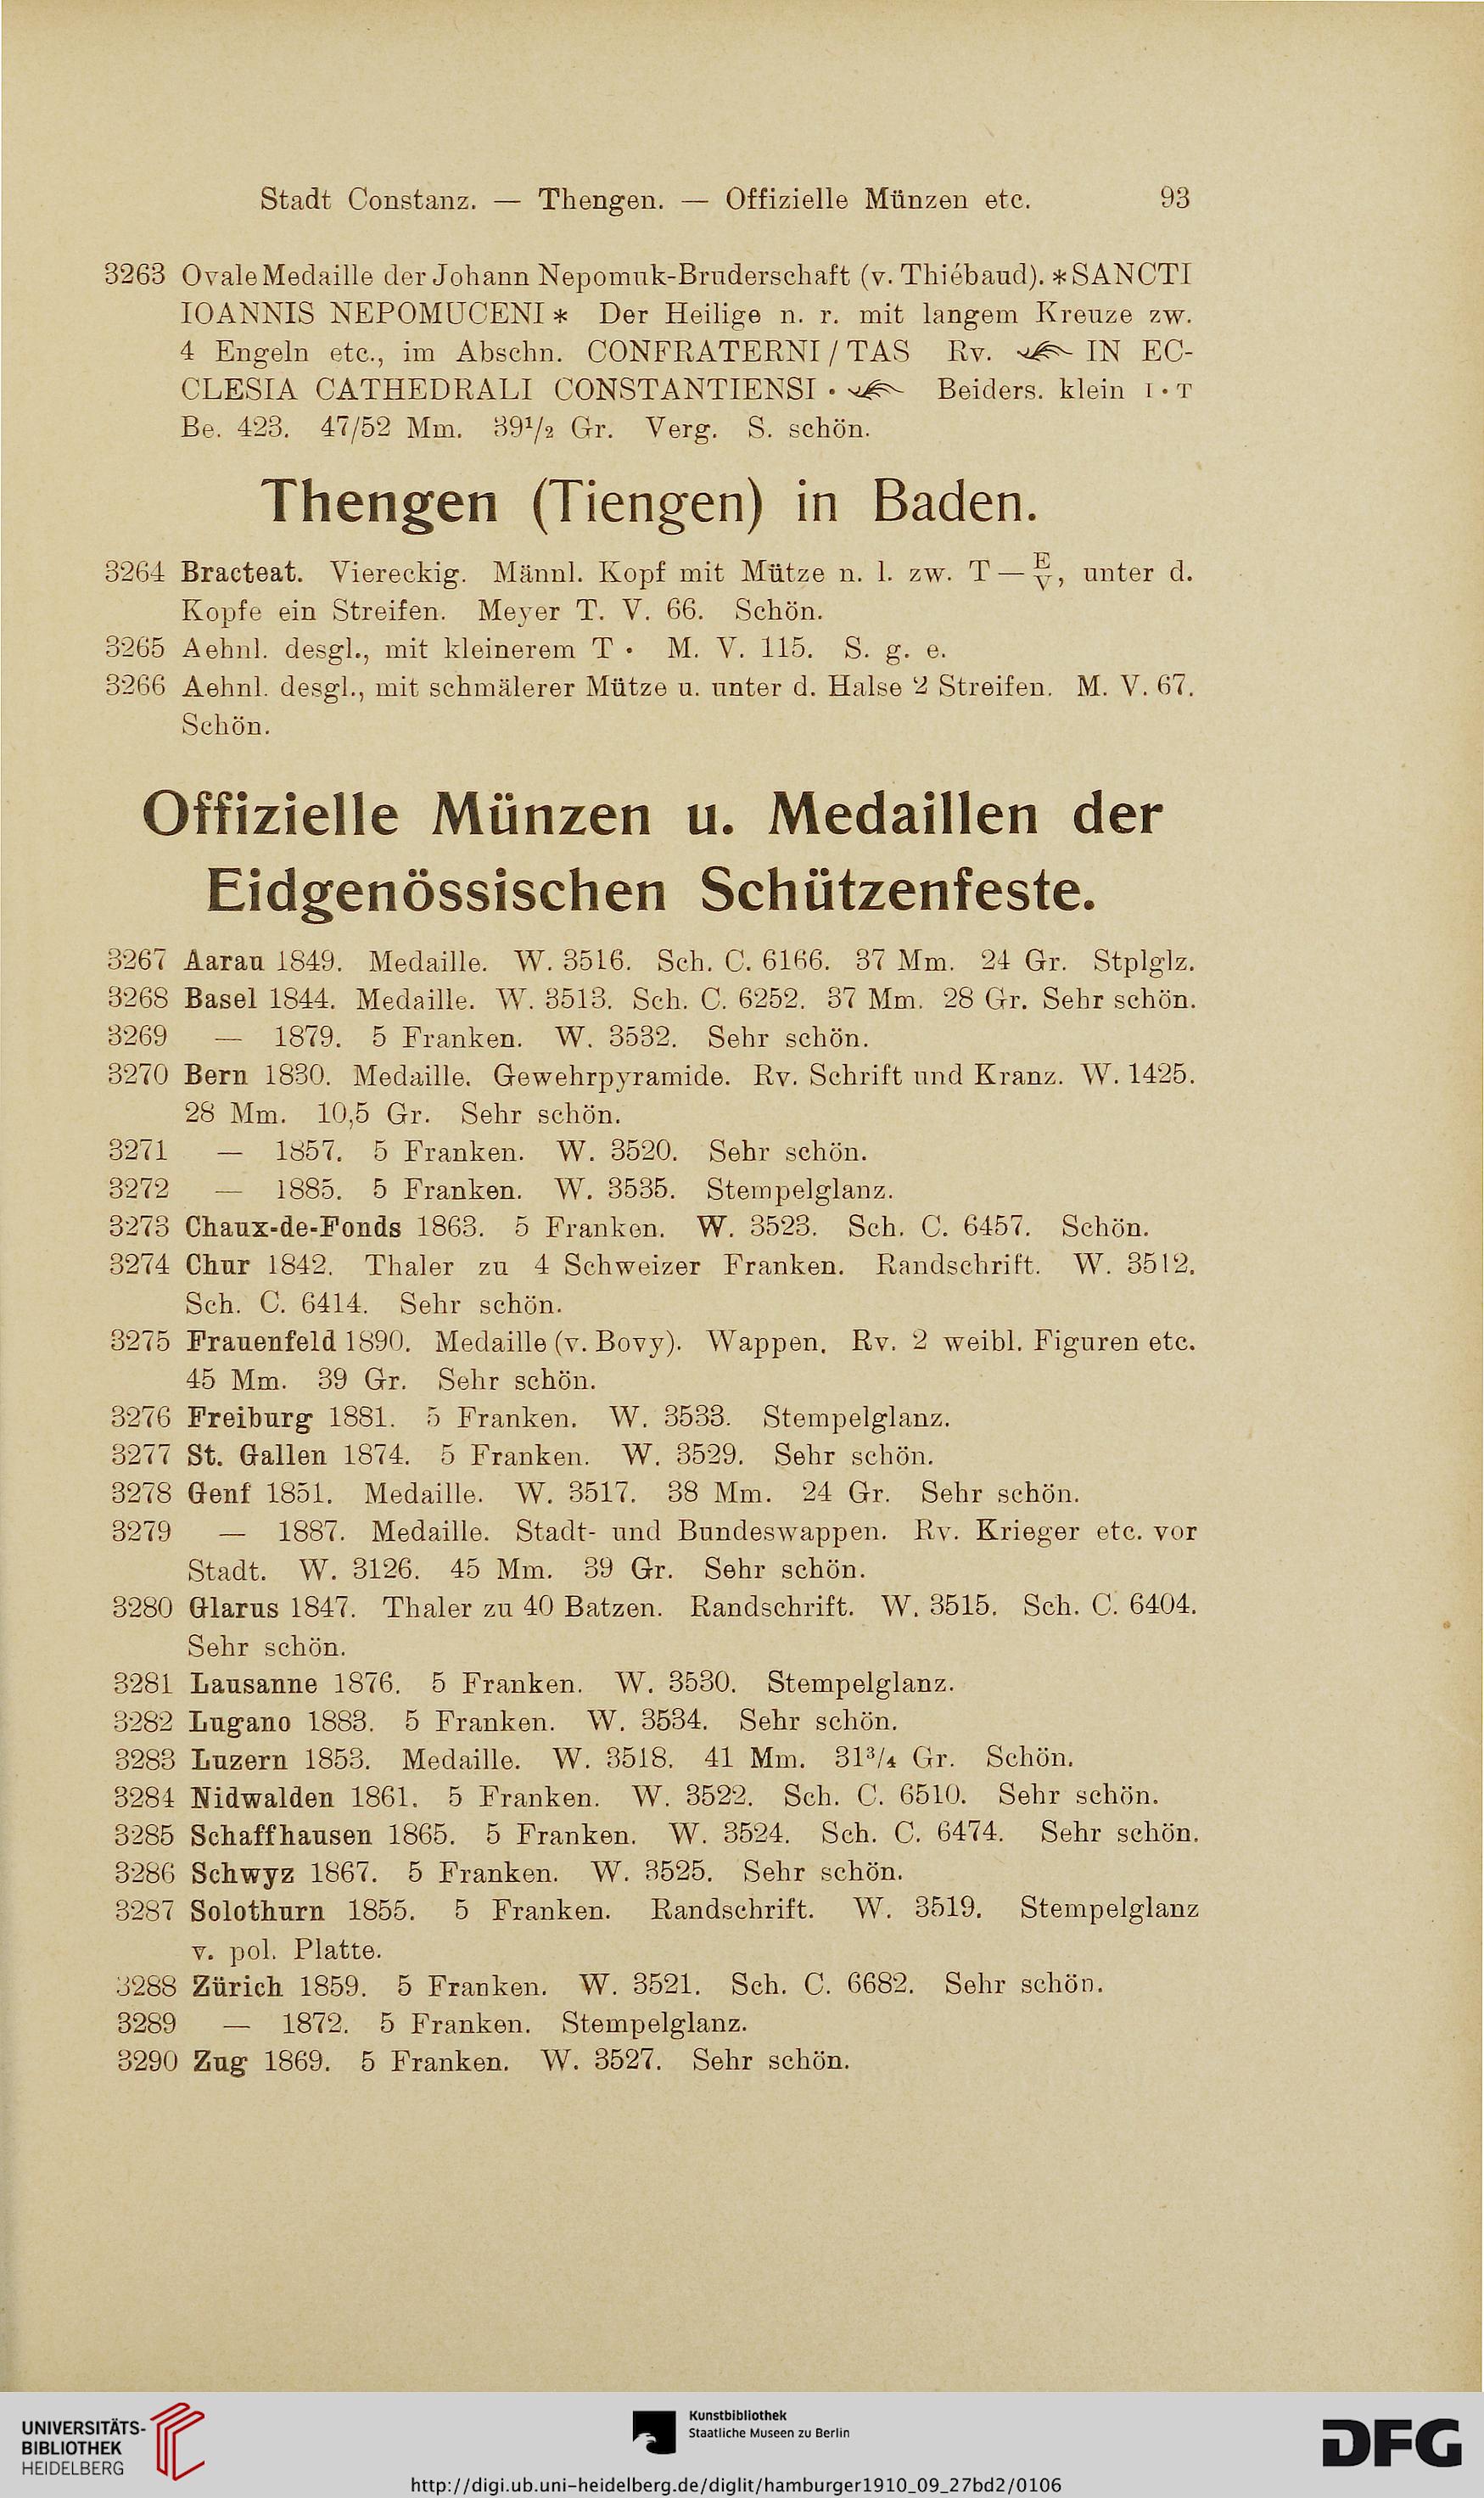 Stadt Constanz. — Thengen. — Offizielle Münzen etc. 93
3263 Ovale Medaille der Johann Nepomuk-Bruderschaft (v. Thiébaud). *SANCTI
IOANNIS NEPOMUCENI * Der Heilige n. r. mit langem Kreuze zw.
4 Engeln etc., im Abschn. CONFRATERNI / TAS Rv. IN EC-
CLESIA CATHEDRALI CONSTANTIENSI · Beiders. klein I · T
Be. 423. 47/52 Mm. 39¹/₂ Gr. Verg. S. schön.
Thengen (Tiengen) in Baden.
3264 Bracteat. Viereckig. Männl. Kopf mit Mütze n. l. zw. T — E/V, unter d.
Kopfe ein Streifen. Meyer T. V. 66. Schön.
3265 Aehnl. desgl., mit kleinerem T · M. V. 115. S. g. e.
3266 Aehnl. desgl., mit schmälerer Mütze u. unter d. Halse 2 Streifen. M. V. 67.
Schön.
Offizielle Münzen u. Medaillen der
Eidgenössischen Schützenfeste.
3267 Aarau 1849. Medaille. W. 3516. Sch. C. 6166. 37 Mm. 24 Gr. Stplglz.
3268 Basel 1844. Medaille. W. 3513. Sch. C. 6252. 37 Mm. 28 Gr. Sehr schön.
3269 — 1879. 5 Franken. W. 3532. Sehr schön.
3270 Bern 1830. Medaille. Gewehrpyramide. Rv. Schrift und Kranz. W. 1425.
28 Mm. 10,5 Gr. Sehr schön.
3271 — 1857. 5 Franken. W. 3520. Sehr schön.
3272 — 1885. 5 Franken. W. 3535. Stempelglanz.
3273 Chaux-de-Fonds 1863. 5 Franken. W. 3523. Sch. C. 6457. Schön.
3274 Chur 1842. Thaler zu 4 Schweizer Franken. Randschrift. W. 3512.
Sch. C. 6414. Sehr schön.
3275 Frauenfeld 1890. Medaille (v. Bovy). Wappen. Rv. 2 weibl. Figuren etc.
45 Mm. 39 Gr. Sehr schön.
3276 Freiburg 1881. 5 Franken. W. 3533. Stempelglanz.
3277 St. Gallen 1874. 5 Franken. W. 3529. Sehr schön.
3278 Genf 1851. Medaille. W. 3517. 38 Mm. 24 Gr. Sehr schön.
3279 — 1887. Medaille. Stadt- und Bundeswappen. Rv. Krieger etc. vor
Stadt. W. 3126. 45 Mm. 39 Gr. Sehr schön.
3280 Glarus 1847. Thaler zu 40 Batzen. Randschrift. W. 3515. Sch. C. 6404.
Sehr schön.
3281 Lausanne 1876. 5 Franken. W. 3530. Stempelglanz.
3282 Lugano 1883. 5 Franken. W. 3534. Sehr schön.
3283 Luzern 1853. Medaille. W. 3518. 41 Mm. 31³/₄ Gr. Schön.
3284 Nidwalden 1861. 5 Franken. W. 3522. Sch. C. 6510. Sehr schön.
3285 Schaffhausen 1865. 5 Franken. W. 3524. Sch. C. 6474. Sehr schön.
3286 Schwyz 1867. 5 Franken. W. 3525. Sehr schön.
3287 Solothurn 1855. 5 Franken. Randschrift. W. 3519. Stempelglanz
v. pol. Platte.
3288 Zürich 1859. 5 Franken. W. 3521. Sch. C. 6682. Sehr schön.
3289 — 1872. 5 Franken. Stempelglanz.
3290 Zug 1869. 5 Franken. W. 3527. Sehr schön.
UNIVERSITÄTS-
BIBLIOTHEK
HEIDELBERG
Kunstbibliothek
Staatliche Museen zu Berlin
DFG
http://digi.ub.uni-heidelberg.de/diglit/hamburger1910_09_27bd2/0106